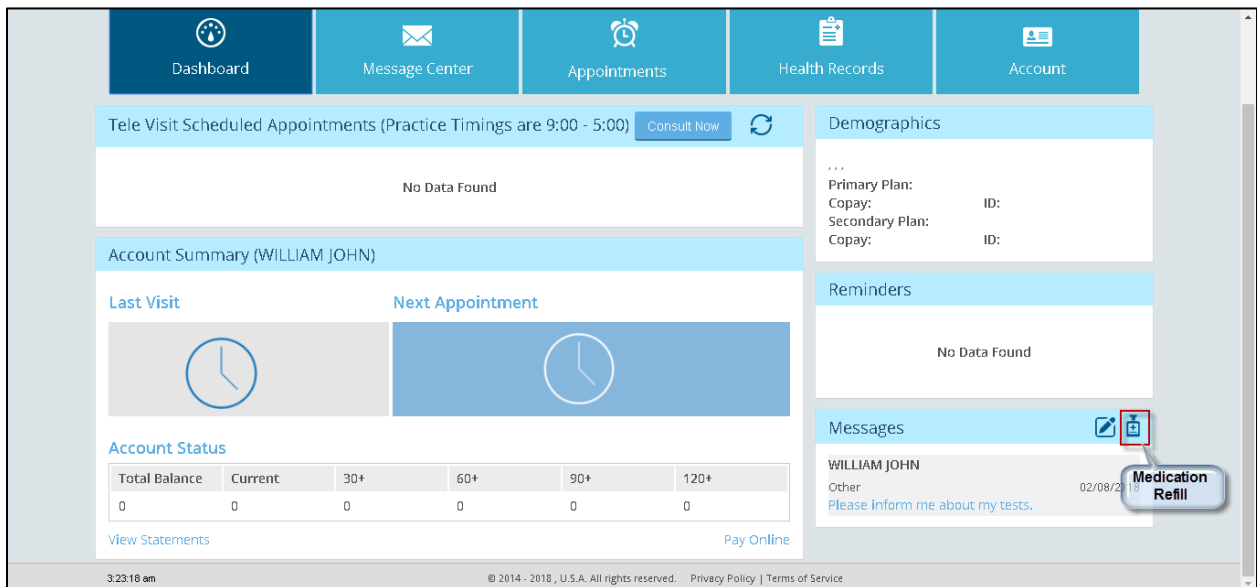 Dashboard
Message Center
Appointments
Health Records
Account
Tele Visit Scheduled Appointments (Practice Timings are 9:00 - 5:00) Consult Now
No Data Found
Account Summary (WILLIAM JOHN)
Last Visit Next Appointment
Account Status
Total Balance Current 30+ 60+ 90+ 120+
0 0 0 0 0 0
View Statements Pay Online
Demographics
, , ,
Primary Plan:
Copay: ID:
Secondary Plan:
Copay: ID:
Reminders
No Data Found
Messages
WILLIAM JOHN
Other
Please inform me about my tests.
Medication
Refill
3:23:18 am © 2014 - 2018 , U.S.A. All rights reserved. Privacy Policy | Terms of Service